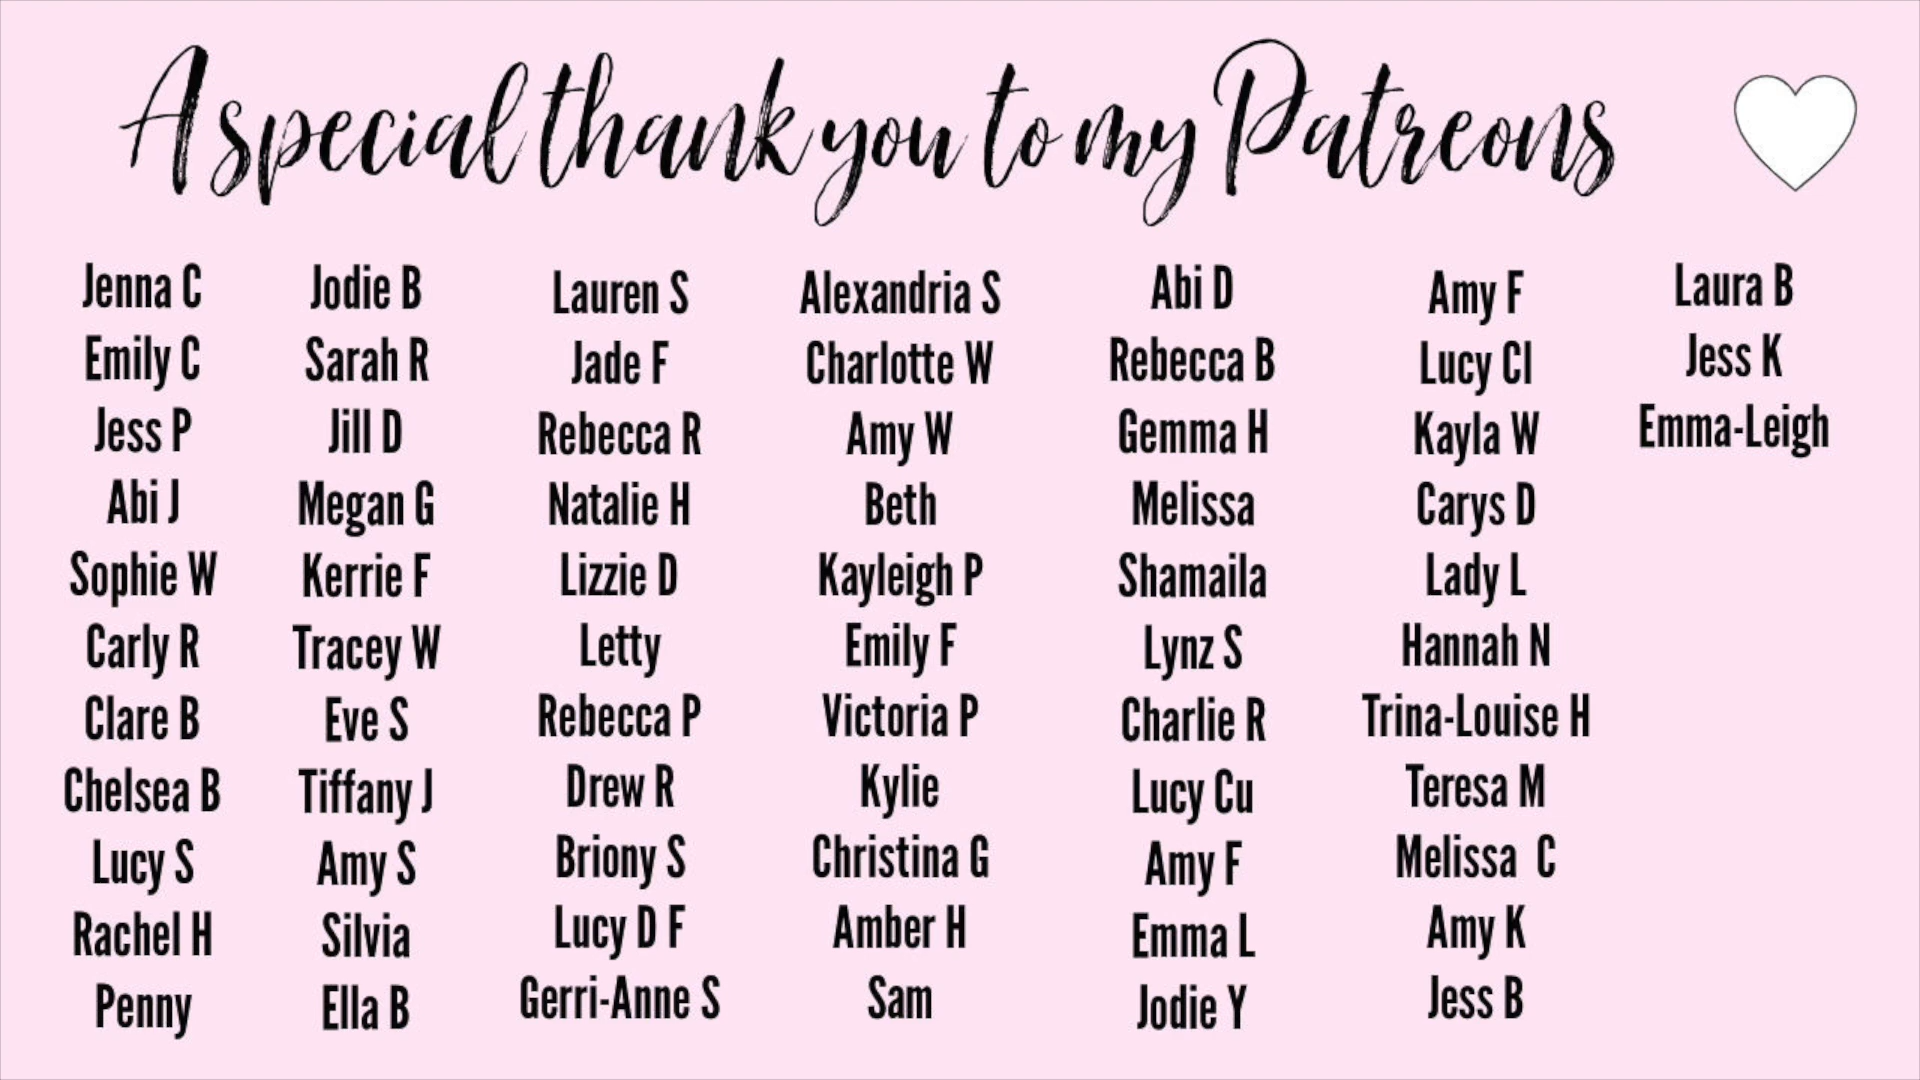 A special thank you to my Patreons
Jenna C
Emily C
Jess P
Abi J
Sophie W
Carly R
Clare B
Chelsea B
Lucy S
Rachel H
Penny
Jodie B
Sarah R
Jill D
Megan G
Kerrie F
Tracey W
Eve S
Tiffany J
Amy S
Silvia
Ella B
Lauren S
Jade F
Rebecca R
Natalie H
Lizzie D
Letty
Rebecca P
Drew R
Briony S
Lucy D F
Gerri-Anne S
Alexandria S
Charlotte W
Amy W
Beth
Kayleigh P
Emily F
Victoria P
Kylie
Christina G
Amber H
Sam
Abi D
Rebecca B
Gemma H
Melissa
Shamaila
Lynz S
Charlie R
Lucy Cu
Amy F
Emma L
Jodie Y
Amy F
Lucy Cl
Kayla W
Carys D
Lady L
Hannah N
Trina-Louise H
Teresa M
Melissa C
Amy K
Jess B
Laura B
Jess K
Emma-Leigh